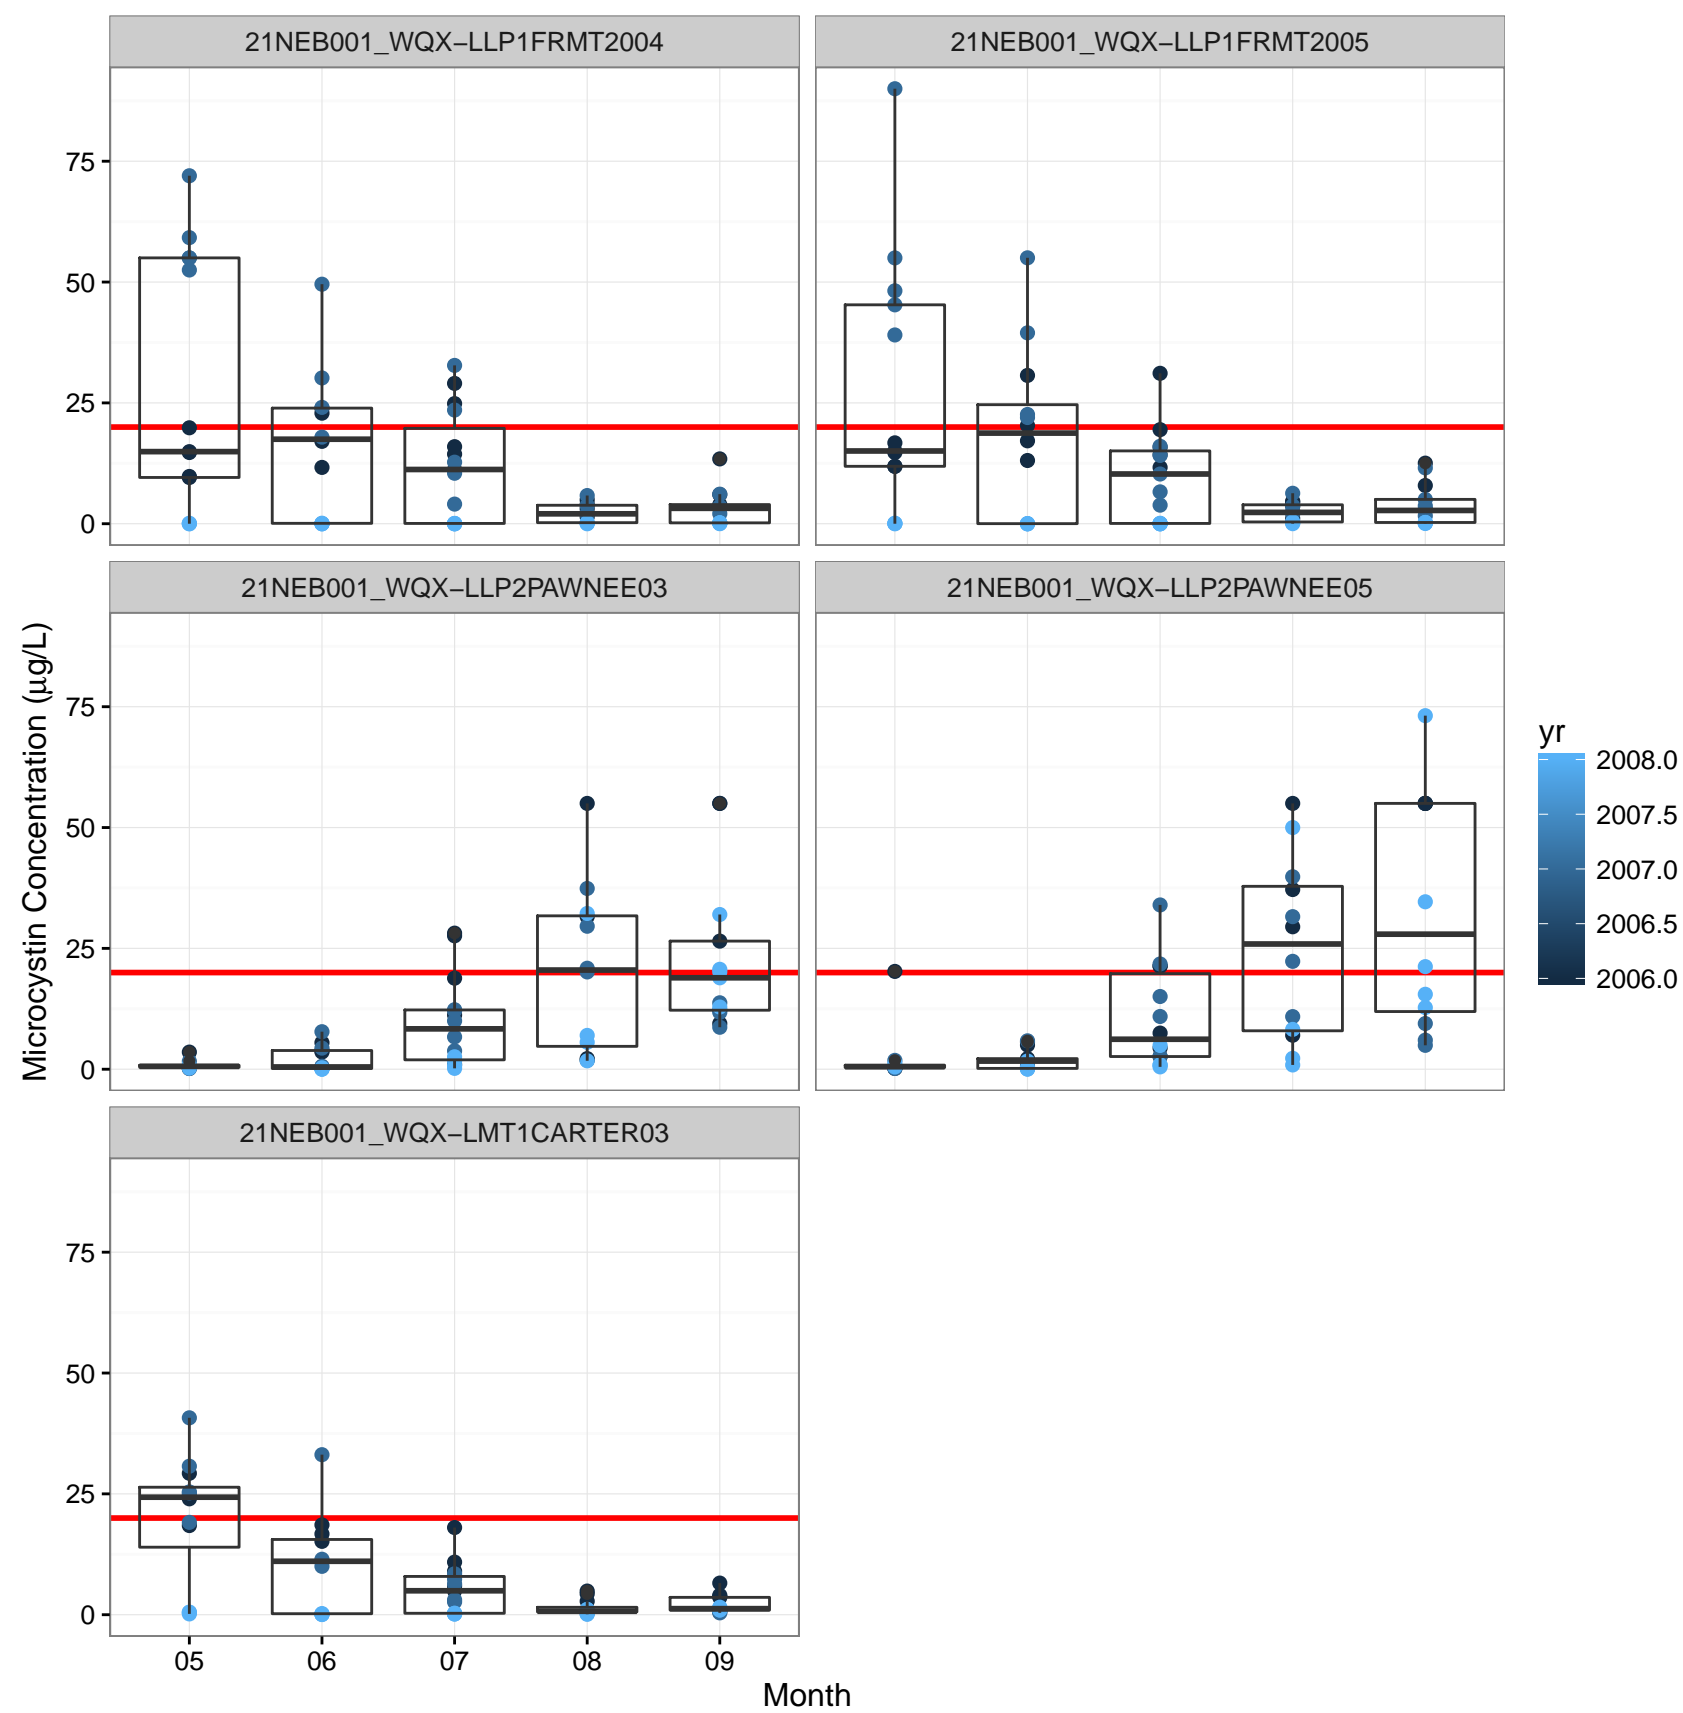 21NEB001_WQX−LLP1FRMT2004
21NEB001_WQX−LLP1FRMT2005
75
50
25
0
21NEB001_WQX−LLP2PAWNEE03
21NEB001_WQX−LLP2PAWNEE05
75
50
25
0
21NEB001_WQX−LMT1CARTER03
75
50
25
0
05 06 07 08 09
Month
Microcystin Concentration (μg/L)
yr
2008.0
2007.5
2007.0
2006.5
2006.0